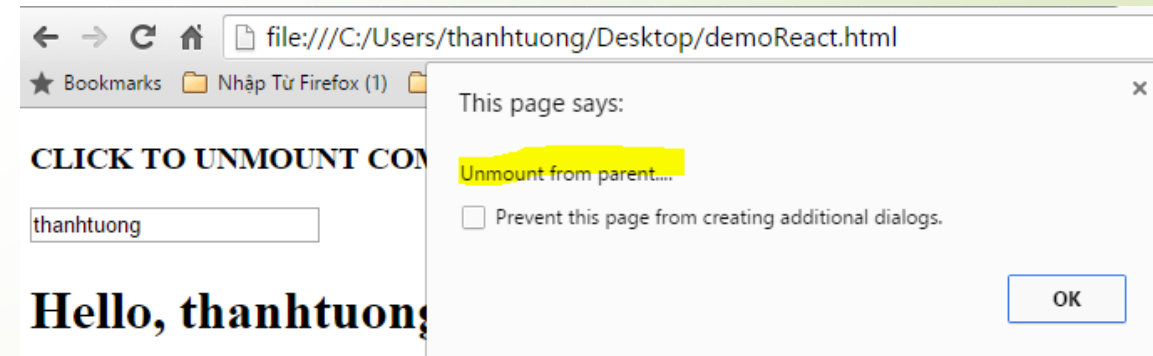 file:///C:/Users/thanhtuong/Desktop/demoReact.html
Bookmarks Nhập Từ Firefox (1)
This page says:
CLICK TO UNMOUNT
Unmount from parent....
thanhtuong
Prevent this page from creating additional dialogs.
Hello, thanhtuong
OK